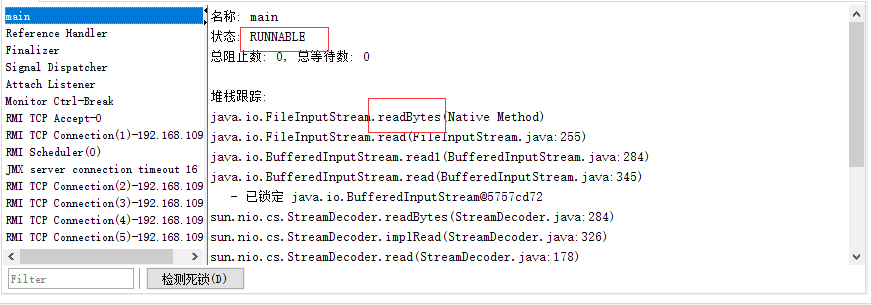 main
Reference Handler
Finalizer
Signal Dispatcher
Attach Listener
Monitor Ctrl-Break
RMI TCP Accept-0
RMI TCP Connection(1)-192.168.109
RMI Scheduler(0)
JMX server connection timeout 16
RMI TCP Connection(2)-192.168.109
RMI TCP Connection(3)-192.168.109
RMI TCP Connection(4)-192.168.109
RMI TCP Connection(5)-192.168.109
Filter
检测死锁(D)
名称: main
状态: RUNNABLE
总阻止数: 0, 总等待数: 0
堆栈跟踪:
java.io.FileInputStream.readBytes(Native Method)
java.io.FileInputStream.read(FileInputStream.java:255)
java.io.BufferedInputStream.read1(BufferedInputStream.java:284)
java.io.BufferedInputStream.read(BufferedInputStream.java:345)
- 已锁定 java.io.BufferedInputStream@5757cd72
sun.nio.cs.StreamDecoder.readBytes(StreamDecoder.java:284)
sun.nio.cs.StreamDecoder.implRead(StreamDecoder.java:326)
sun.nio.cs.StreamDecoder.read(StreamDecoder.java:178)